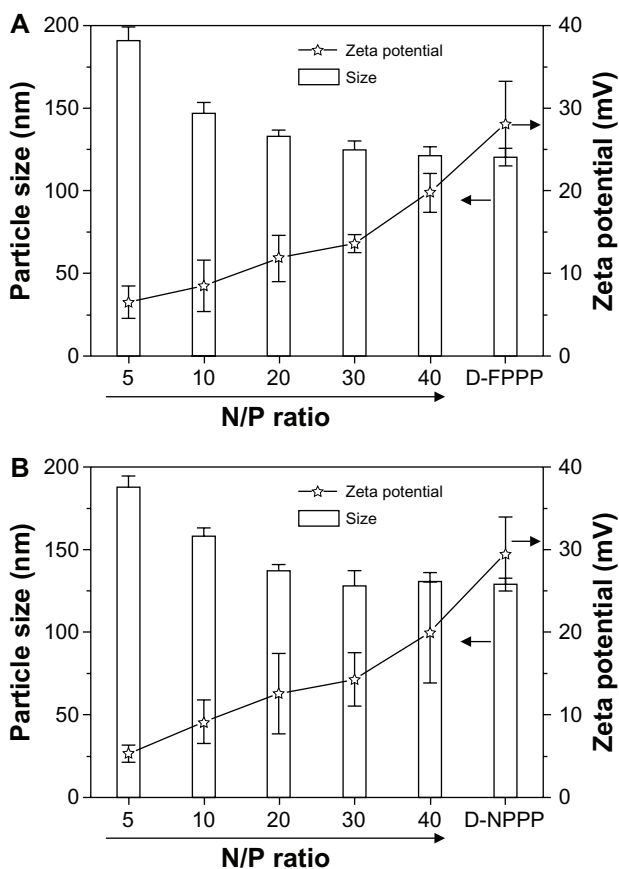 A
Particle size (nm)
200
150
100
50
0
Zeta potential
Size
40
30
20
10
0
Zeta potential (mV)
5 10 20 30 40 D-FPPP
N/P ratio
B
Particle size (nm)
200
150
100
50
0
Zeta potential
Size
40
30
20
10
0
Zeta potential (mV)
5 10 20 30 40 D-NPPP
N/P ratio